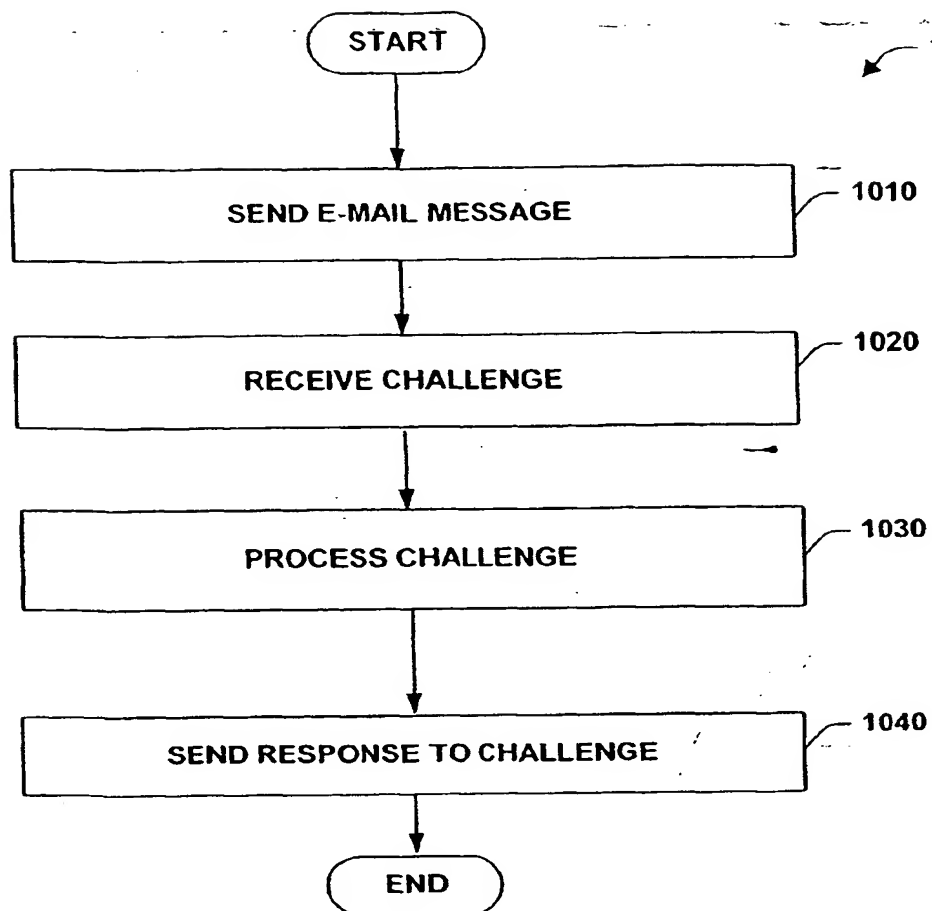 START
SEND E-MAIL MESSAGE
1010
RECEIVE CHALLENGE
1020
PROCESS CHALLENGE
1030
SEND RESPONSE TO CHALLENGE
1040
END